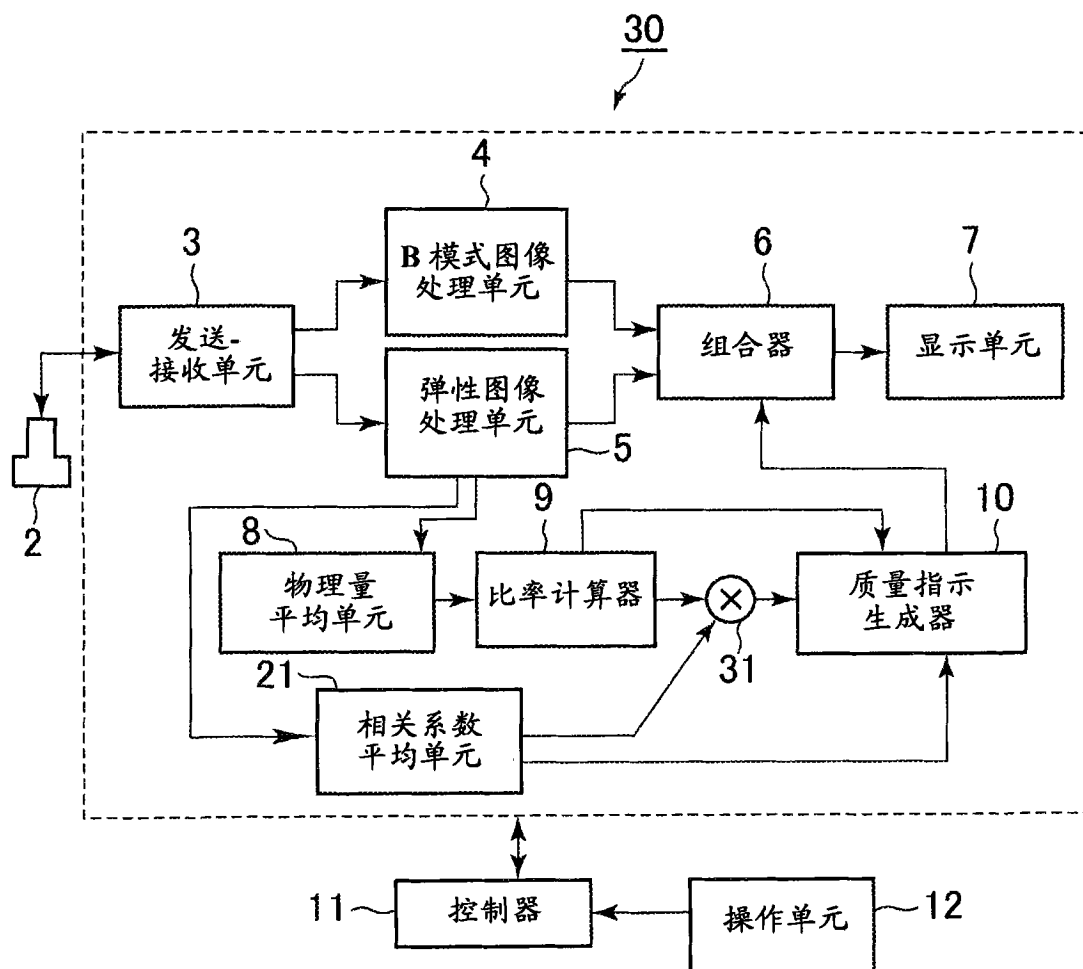 30
4
B 模式图像
处理单元
3
发送-
接收单元
6
组合器
7
显示单元
弹性图像
处理单元
5
2
8
物理量
平均单元
9
比率计算器
31
10
质量指示
生成器
21
相关系数
平均单元
11
控制器
操作单元
12